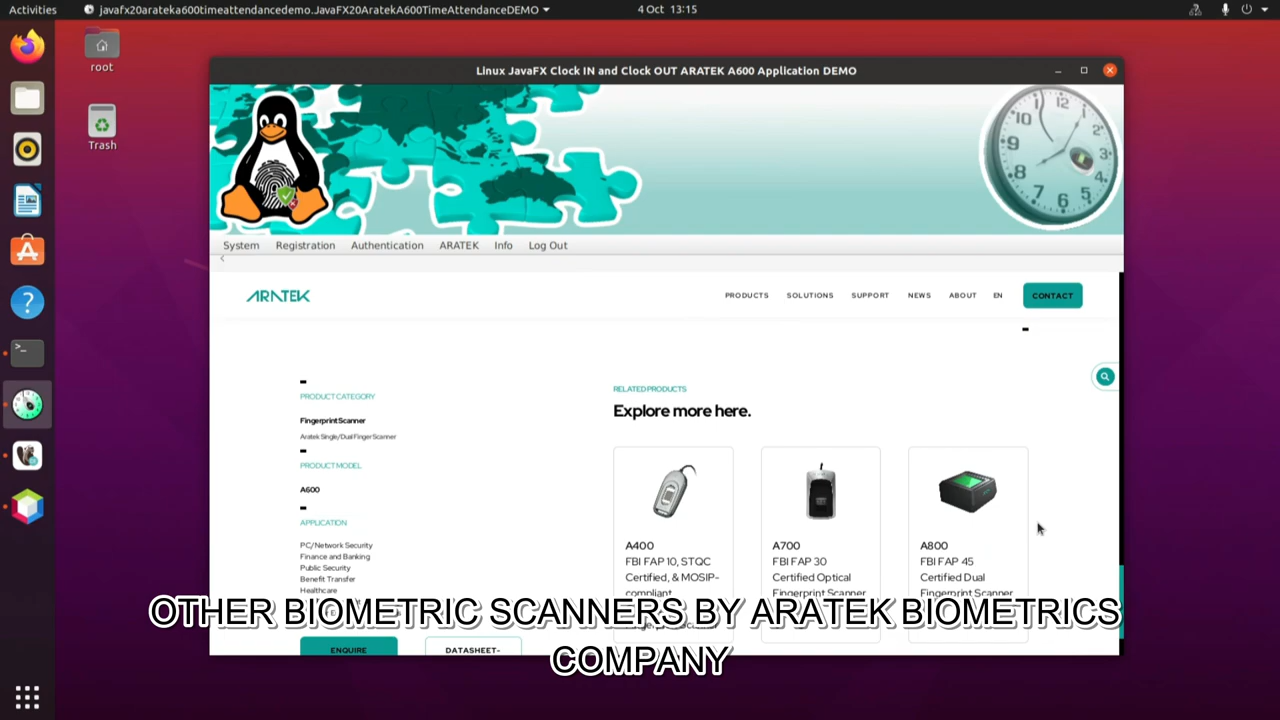 Activities
javafx20arateka600timeattendancedemo.JavaFX20AratekA600TimeAttendanceDEMO
4 Oct 13:15
root
Trash
Linux JavaFX Clock IN and Clock OUT ARATEK A600 Application DEMO
System Registration Authentication ARATEK Info Log Out
ARATEK
PRODUCTS SOLUTIONS SUPPORT NEWS ABOUT EN CONTACT
PRODUCT CATEGORY
Fingerprint Scanner
Aratek Single/Dual Finger Scanner
PRODUCT MODEL
A600
APPLICATION
PC/Network Security
Finance and Banking
Public Security
Benefit Transfer
Healthcare
ENQUIRE
DATASHEET-
RELATED PRODUCTS
Explore more here.
A400
FBI FAP 10, STQC
Certified, & MOSIP-
compliant
A700
FBI FAP 30
Certified Optical
Fingerprint Scanner
A800
FBI FAP 45
Certified Dual
Fingerprint Scanner
OTHER BIOMETRIC SCANNERS BY ARATEK BIOMETRICS
COMPANY